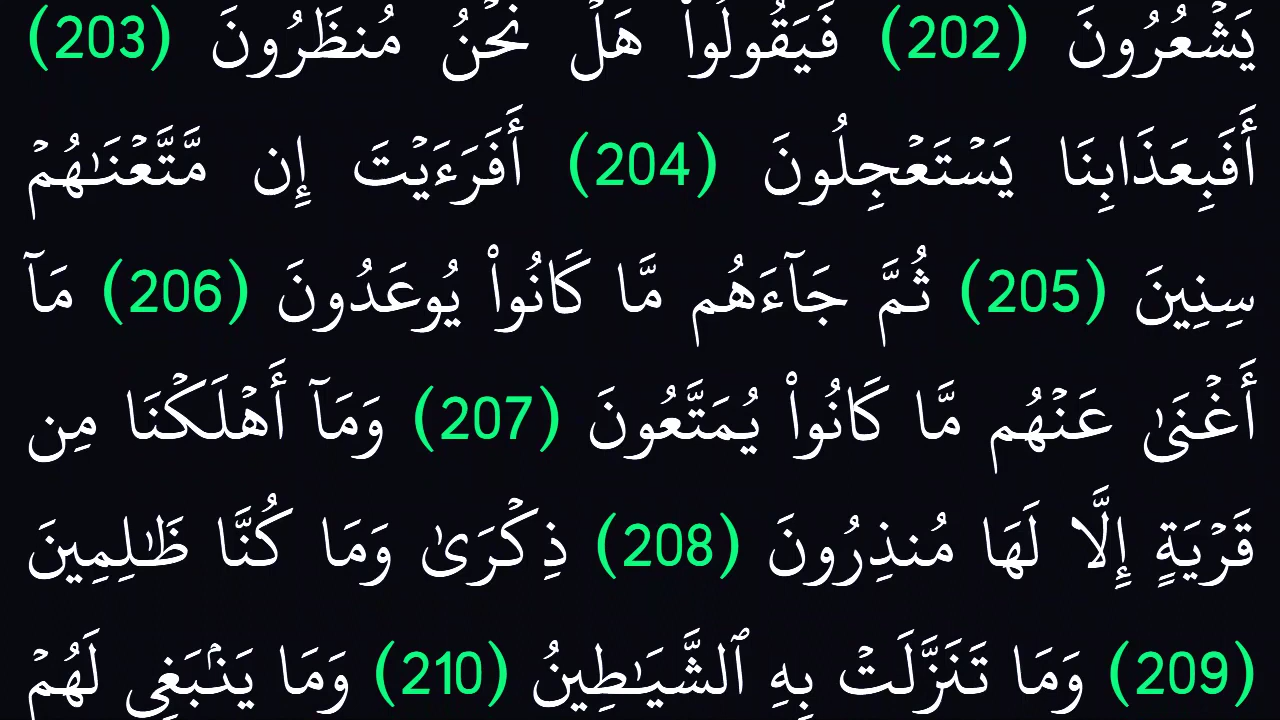 يَشۡعُرُونَ (202) فَيَقُولُواْ هَلۡ نَحۡنُ مُنظَرُونَ (203)
أَفَبِعَذَابِنَا يَسۡتَعۡجِلُونَ (204) أَفَرَءَيۡتَ إِن مَّتَّعۡنَٰهُمۡ
سِنِينَ (205) ثُمَّ جَآءَهُم مَّا كَانُواْ يُوعَدُونَ (206) مَآ
أَغۡنَىٰ عَنۡهُم مَّا كَانُواْ يُمَتَّعُونَ (207) وَمَآ أَهۡلَكۡنَا مِن
قَرۡيَةٍ إِلَّا لَهَا مُنذِرُونَ (208) ذِكۡرَىٰ وَمَا كُنَّا ظَٰلِمِينَ
(209) وَمَا تَنَزَّلَتۡ بِهِ ٱلشَّيَٰطِينُ (210) وَمَا يَنۢبَغِي لَهُمۡ